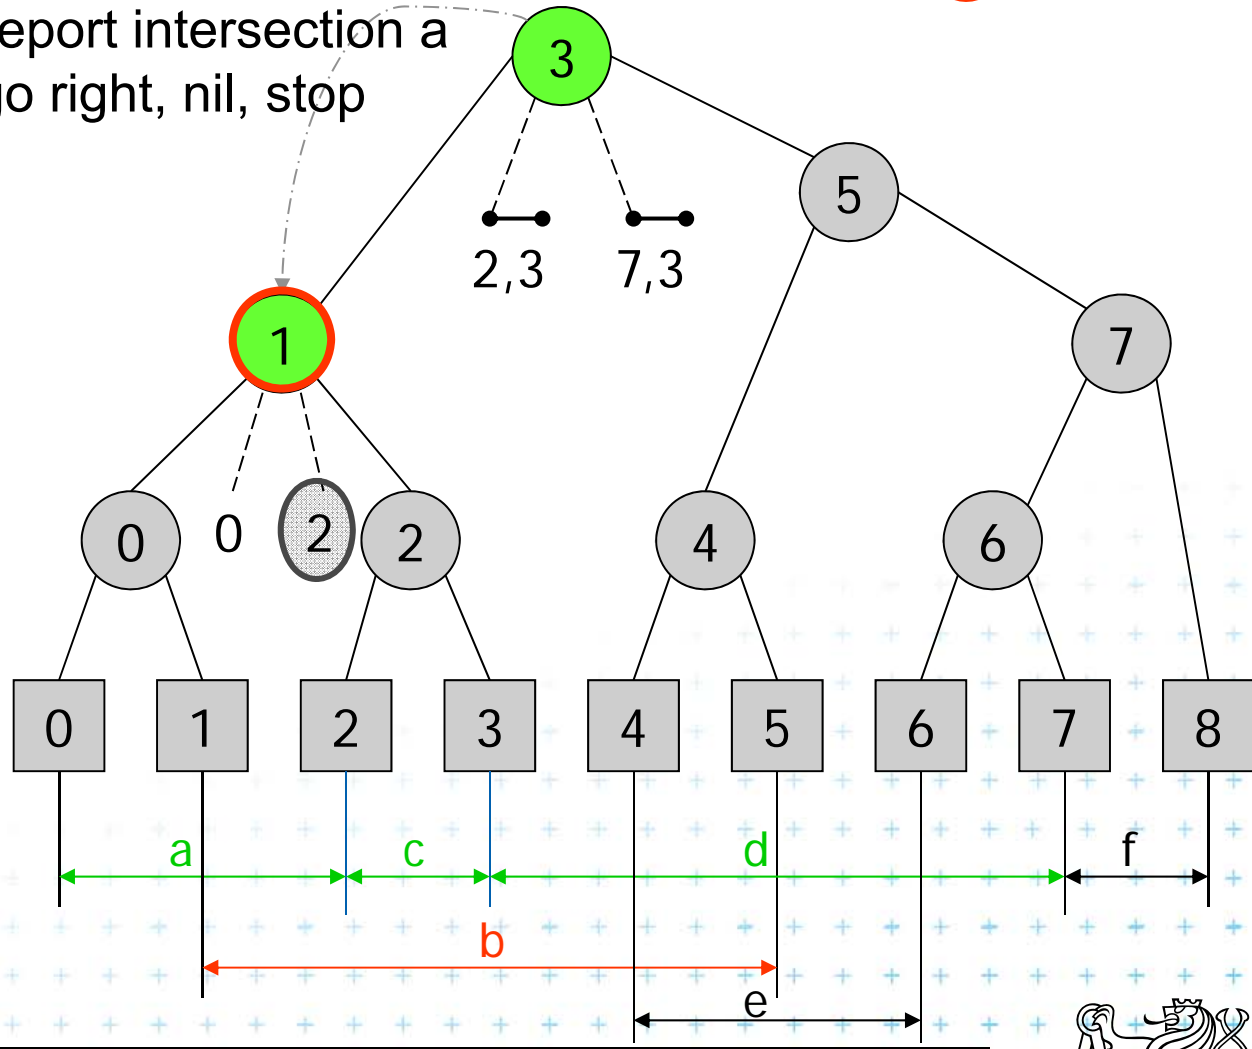 eport intersection a
go right, nil, stop
3
5
2,3 7,3
1
7
0 0 2 2 4 6
0 1 2 3 4 5 6 7 8
a c d f
b
e